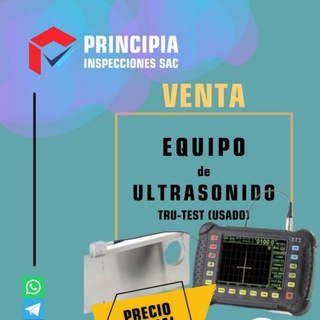 PRINCIPIA
INSPECCIONES SAC
VENTA
EQUIPO
de
ULTRASONIDO
TRU-TEST (USADO)
PRECIO